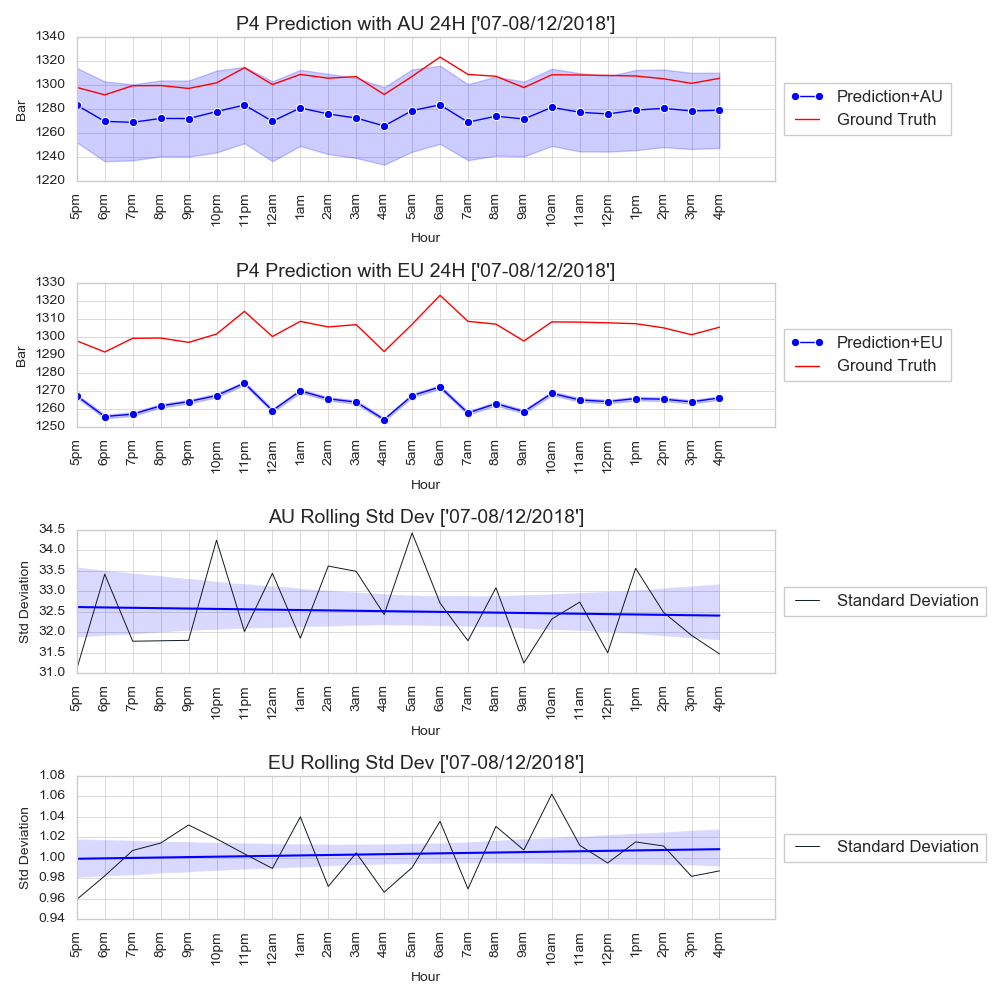 P4 Prediction with AU 24H ['07-08/12/2018']
1340
1320
1300
1280
1260
1240
1220
Bar
5pm 6pm 7pm 8pm 9pm 10pm 11pm 12am 1am 2am 3am 4am 5am 6am 7am 8am 9am 10am 11am 12pm 1pm 2pm 3pm 4pm
Hour
Prediction+AU
Ground Truth
P4 Prediction with EU 24H ['07-08/12/2018']
1330
1320
1310
1300
1290
1280
1270
1260
1250
Bar
5pm 6pm 7pm 8pm 9pm 10pm 11pm 12am 1am 2am 3am 4am 5am 6am 7am 8am 9am 10am 11am 12pm 1pm 2pm 3pm 4pm
Hour
Prediction+EU
Ground Truth
AU Rolling Std Dev ['07-08/12/2018']
34.5
34.0
33.5
33.0
32.5
32.0
31.5
31.0
Std Deviation
5pm 6pm 7pm 8pm 9pm 10pm 11pm 12am 1am 2am 3am 4am 5am 6am 7am 8am 9am 10am 11am 12pm 1pm 2pm 3pm 4pm
Hour
Standard Deviation
EU Rolling Std Dev ['07-08/12/2018']
1.08
1.06
1.04
1.02
1.00
0.98
0.96
0.94
Std Deviation
5pm 6pm 7pm 8pm 9pm 10pm 11pm 12am 1am 2am 3am 4am 5am 6am 7am 8am 9am 10am 11am 12pm 1pm 2pm 3pm 4pm
Hour
Standard Deviation